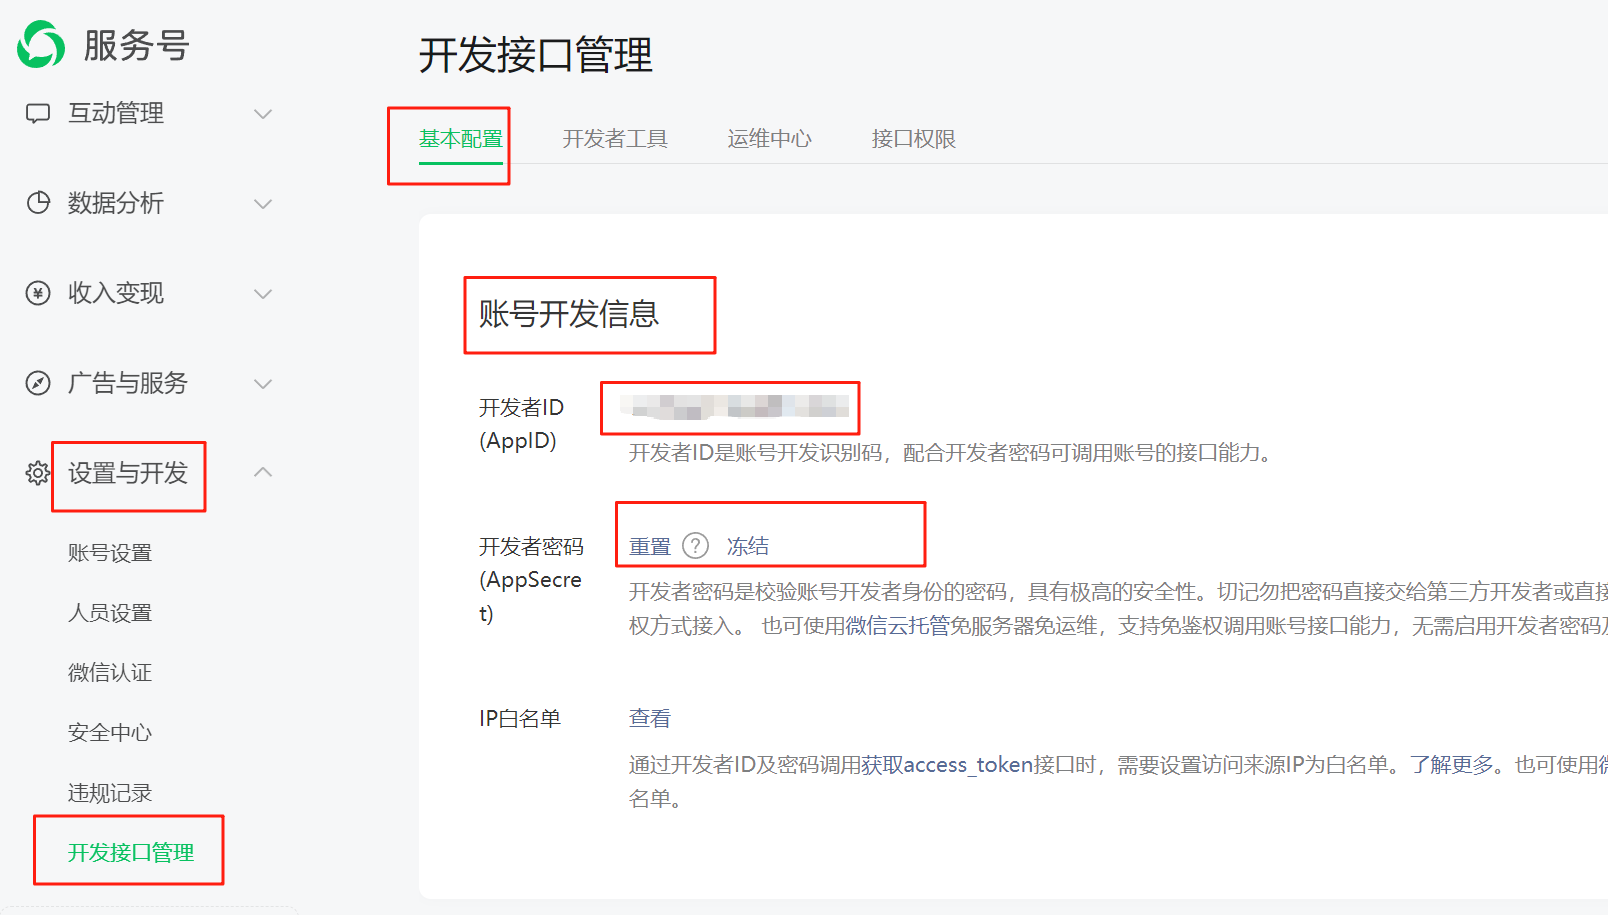 服务号
互动管理
数据分析
收入变现
广告与服务
设置与开发
账号设置
人员设置
微信认证
安全中心
违规记录
开发接口管理
开发接口管理
基本配置 开发者工具 运维中心 接口权限
账号开发信息
开发者ID
(AppID)
开发者ID是账号开发识别码，配合开发者密码可调用账号的接口能力。
开发者密码
(AppSecre
t)
重置 ? 冻结
开发者密码是校验账号开发者身份的密码，具有极高的安全性。切记勿把密码直接交给第三方开发者或直接
权方式接入。 也可使用微信云托管免服务器免运维，支持免鉴权调用账号接口能力，无需启用开发者密码及
IP白名单
查看
通过开发者ID及密码调用获取access_token接口时，需要设置访问来源IP为白名单。了解更多。也可使用微
名单。